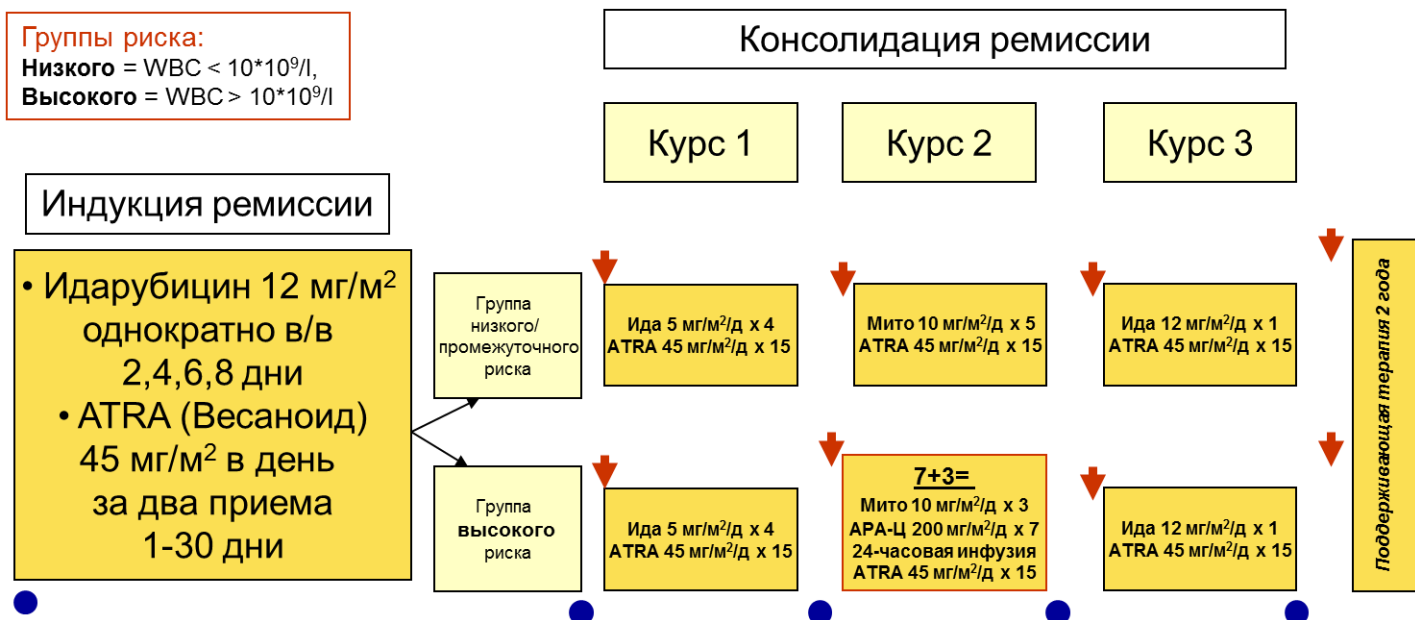 Группы риска:
Низкого = WBC < 10*10⁹/l,
Высокого = WBC > 10*10⁹/l
Консолидация ремиссии
Курс 1
Курс 2
Курс 3
Индукция ремиссии
• Идарубицин 12 мг/м²
однократно в/в
2,4,6,8 дни
• ATRA (Весаноид)
45 мг/м² в день
за два приема
1-30 дни
Группа
низкого/
промежуточного
риска
Ида 5 мг/м²/д x 4
ATRA 45 мг/м²/д x 15
Мито 10 мг/м²/д x 5
ATRA 45 мг/м²/д x 15
Ида 12 мг/м²/д x 1
ATRA 45 мг/м²/д x 15
Группа
высокого
риска
Ида 5 мг/м²/д x 4
ATRA 45 мг/м²/д x 15
7+3=
Мито 10 мг/м²/д x 3
АРА-Ц 200 мг/м²/д x 7
24-часовая инфузия
ATRA 45 мг/м²/д x 15
Ида 12 мг/м²/д x 1
ATRA 45 мг/м²/д x 15
Поддерживающая терапия 2 года